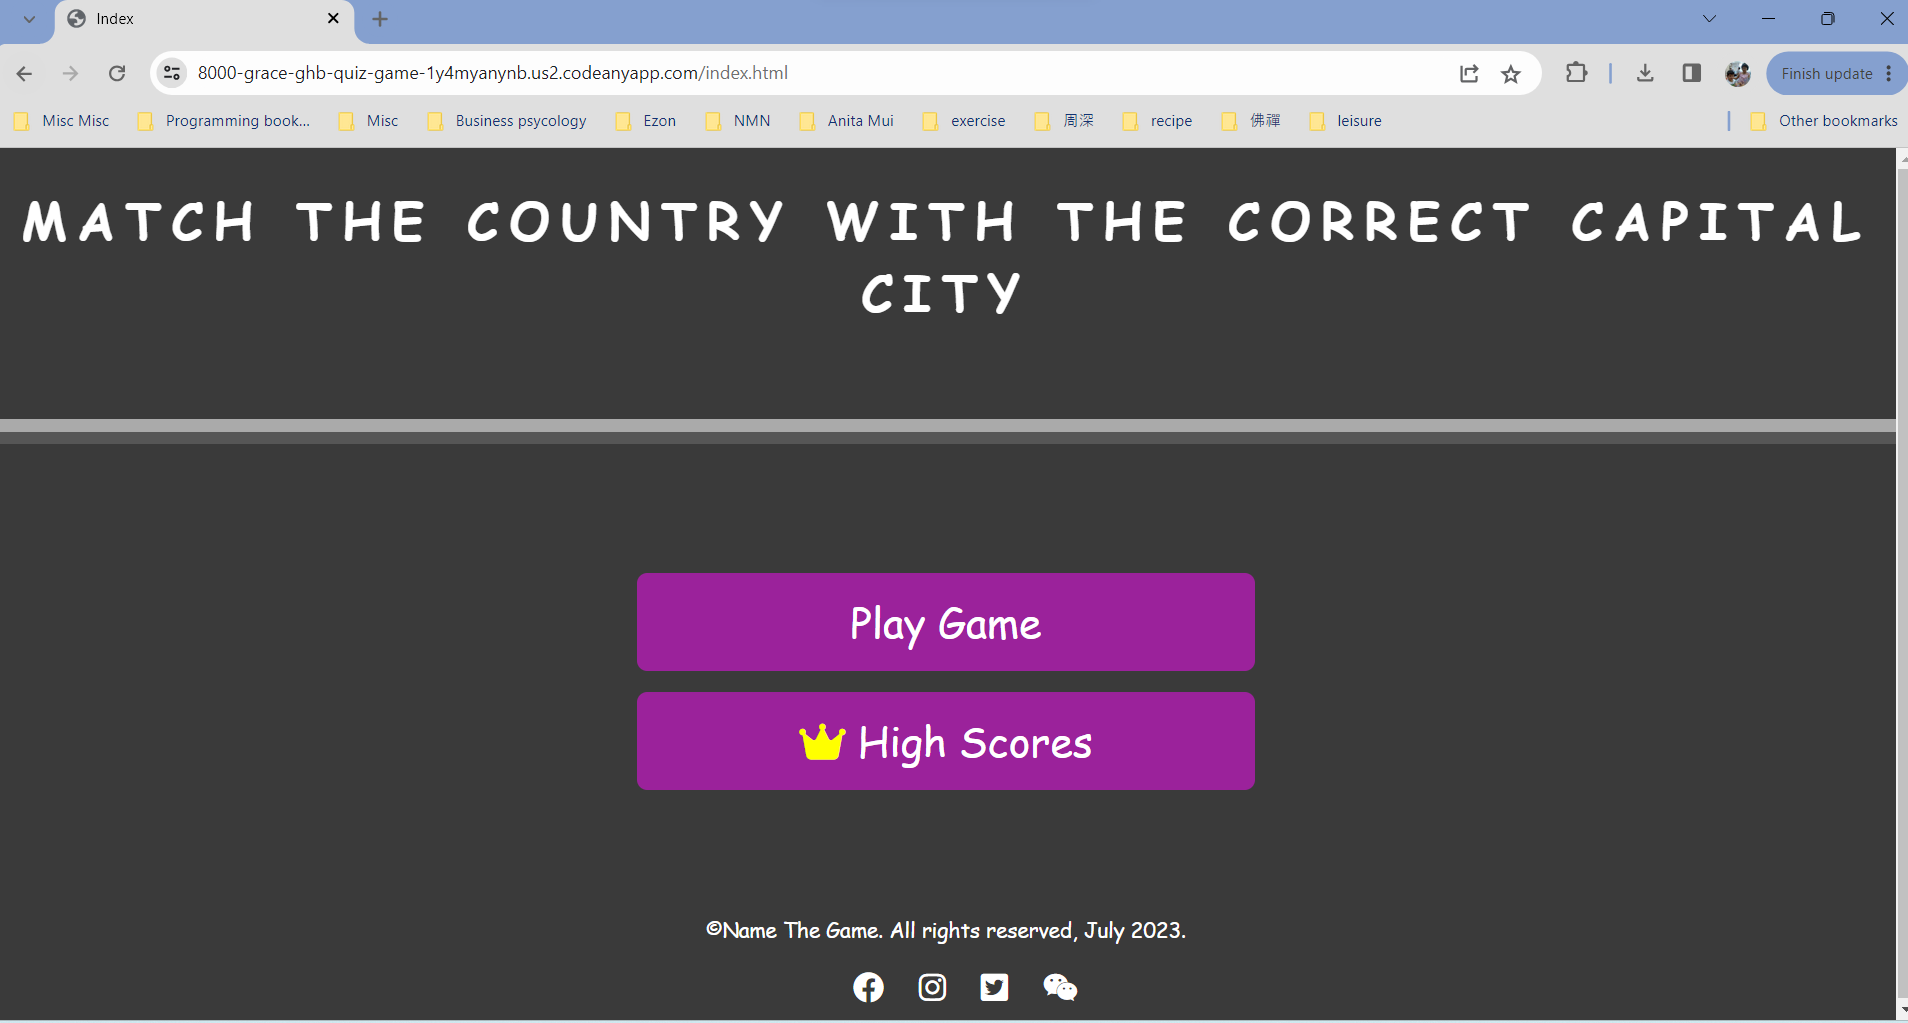 Index
8000-grace-ghb-quiz-game-1y4myanynb.us2.codeanyapp.com/index.html
Finish update
Misc Misc
Programming book...
Misc
Business psycology
Ezon
NMN
Anita Mui
exercise
周深
recipe
佛禪
leisure
Other bookmarks
MATCH THE COUNTRY WITH THE CORRECT CAPITAL
CITY
Play Game
High Scores
©Name The Game. All rights reserved, July 2023.